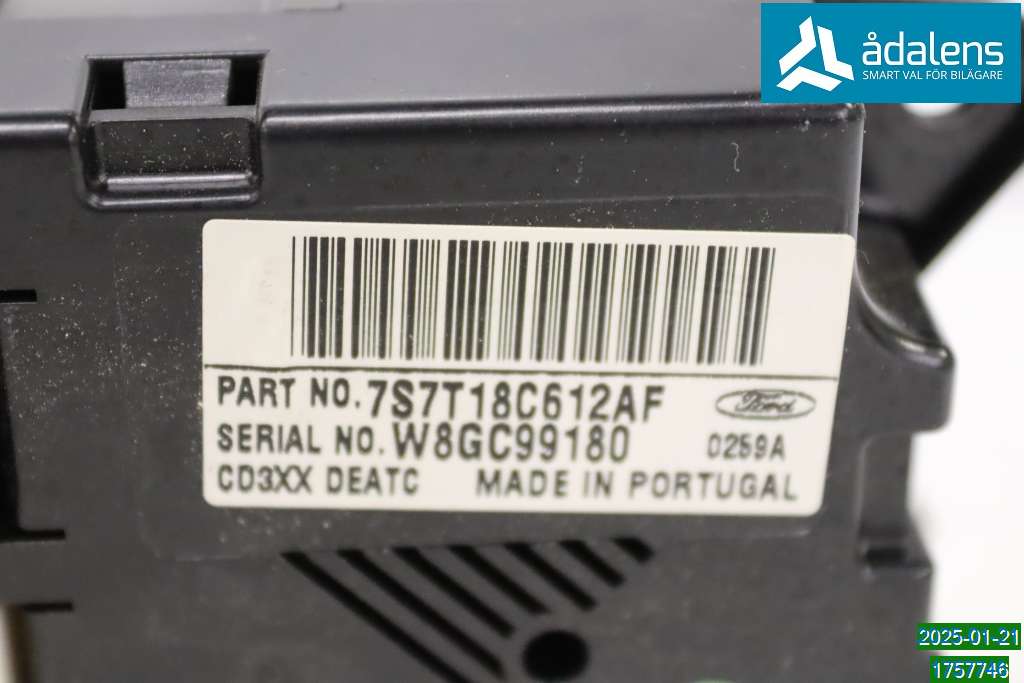 ådalens
SMART VAL FÖR BILÄGARE
PART NO. 7S7T18C612AF
Ford
SERIAL NO. W8GC99180
0259A
CD3XX DEATC MADE IN PORTUGAL
2025-01-21
1757746